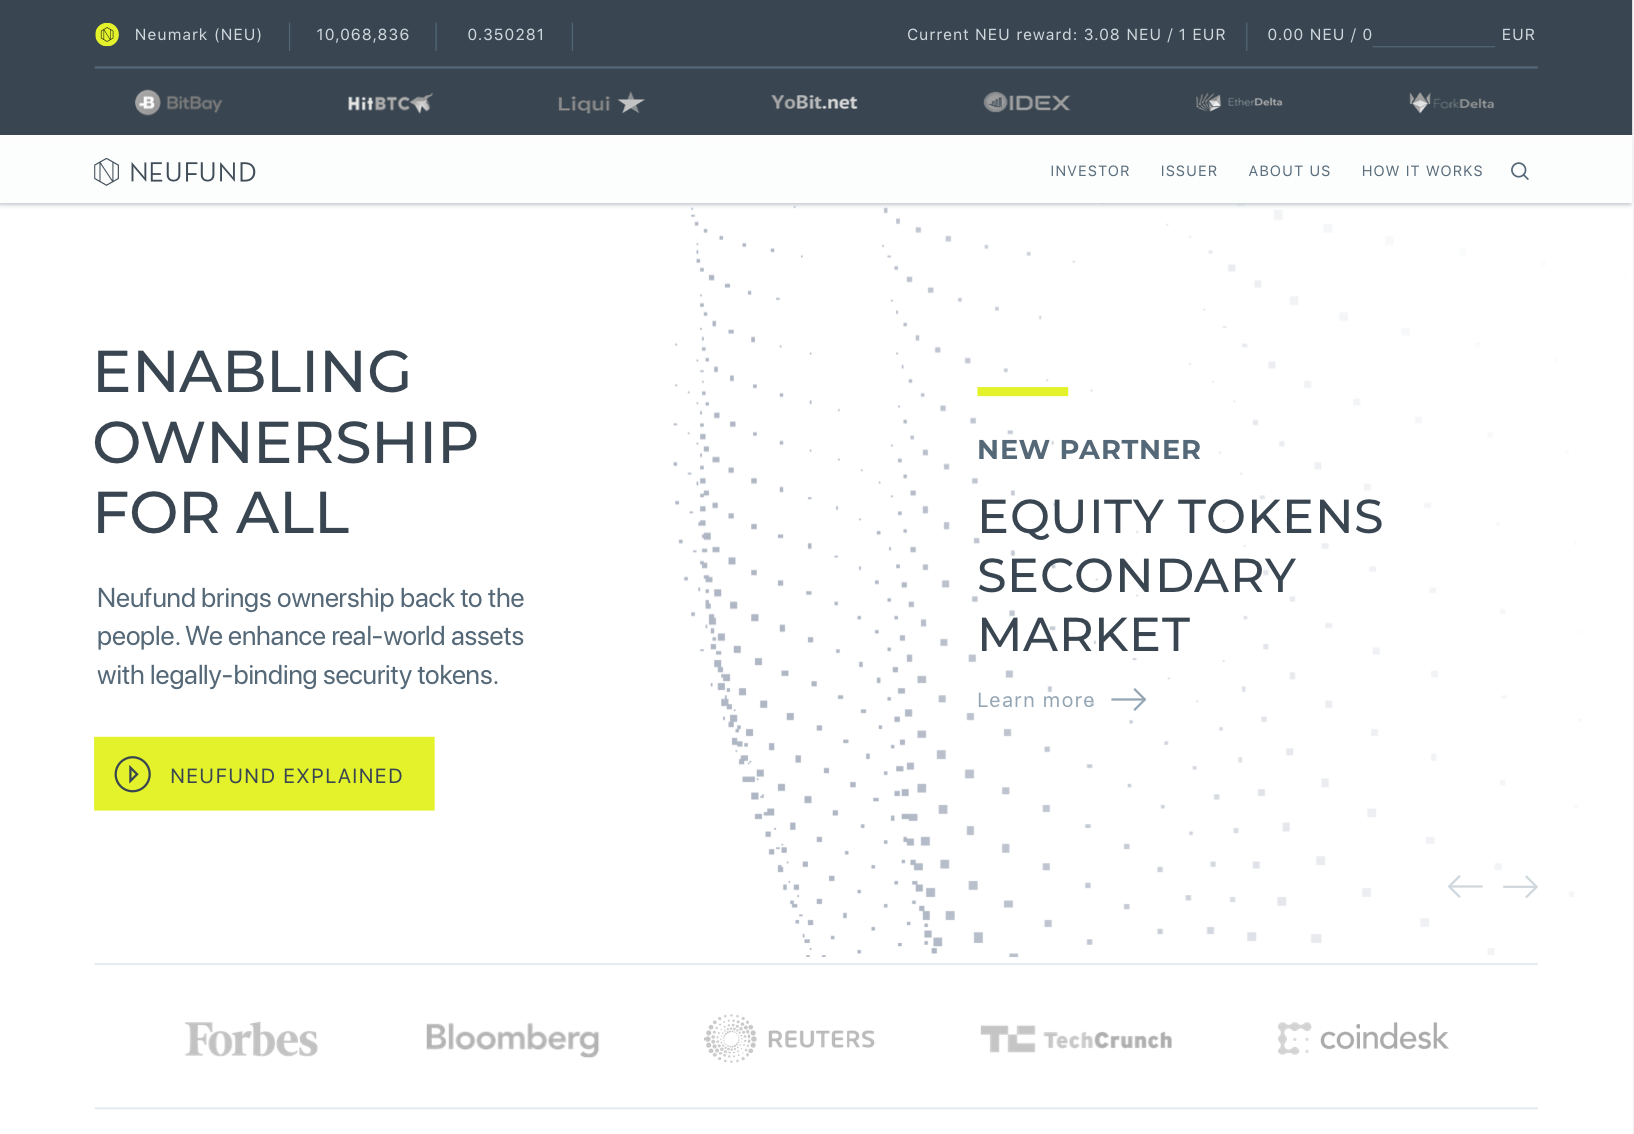 Neumark (NEU) 10,068,836 0.350281 Current NEU reward: 3.08 NEU / 1 EUR 0.00 NEU / 0 EUR
BitBay HitBTC Liqui YoBit.net IDEX EtherDelta ForkDelta
NEUFUND INVESTOR ISSUER ABOUT US HOW IT WORKS
ENABLING
OWNERSHIP
FOR ALL
Neufund brings ownership back to the
people. We enhance real-world assets
with legally-binding security tokens.
NEUFUND EXPLAINED
NEW PARTNER
EQUITY TOKENS
SECONDARY
MARKET
Learn more
Forbes Bloomberg REUTERS TechCrunch coindesk